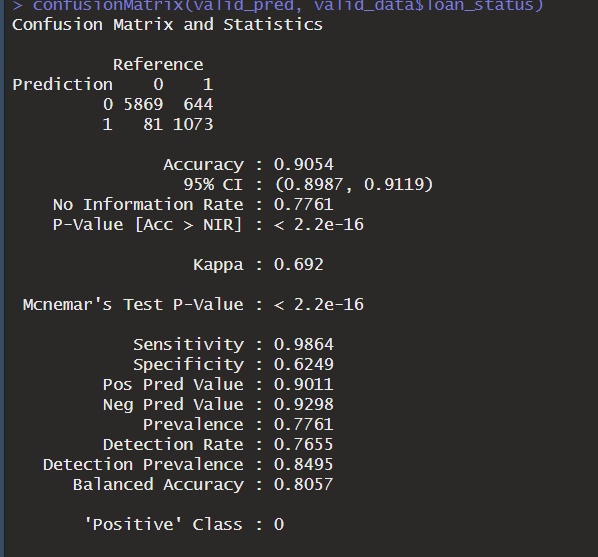 > confusionMatrix(valid_pred, valid_data$loan_status)
Confusion Matrix and Statistics
Reference
Prediction 0 1
0 5869 644
1 81 1073
Accuracy : 0.9054
95% CI : (0.8987, 0.9119)
No Information Rate : 0.7761
P-Value [Acc > NIR] : < 2.2e-16
Kappa : 0.692
Mcnemar's Test P-Value : < 2.2e-16
Sensitivity : 0.9864
Specificity : 0.6249
Pos Pred Value : 0.9011
Neg Pred Value : 0.9298
Prevalence : 0.7761
Detection Rate : 0.7655
Detection Prevalence : 0.8495
Balanced Accuracy : 0.8057
'Positive' Class : 0